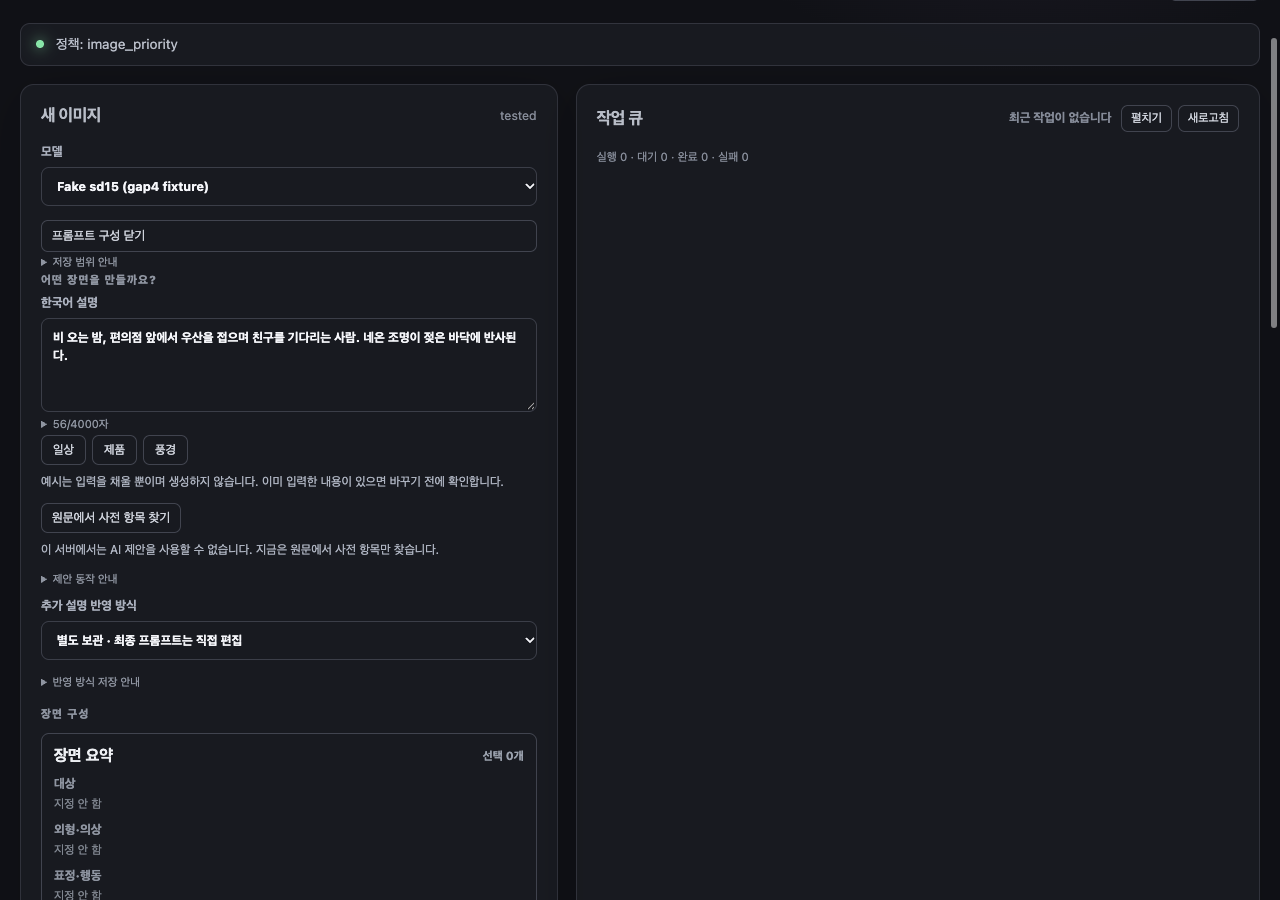 정책: image_priority
새 이미지
tested
모델
Fake sd15 (gap4 fixture)
프롬프트 구성 닫기
▶ 저장 범위 안내
어떤 장면을 만들까요?
한국어 설명
비 오는 밤, 편의점 앞에서 우산을 접으며 친구를 기다리는 사람. 네온 조명이 젖은 바닥에 반사된
다.
▶ 56/4000자
일상
제품
풍경
예시는 입력을 채울 뿐이며 생성하지 않습니다. 이미 입력한 내용이 있으면 바꾸기 전에 확인합니다.
원문에서 사전 항목 찾기
이 서버에서는 AI 제안을 사용할 수 없습니다. 지금은 원문에서 사전 항목만 찾습니다.
▶ 제안 동작 안내
추가 설명 반영 방식
별도 보관 · 최종 프롬프트는 직접 편집
▶ 반영 방식 저장 안내
장면 구성
장면 요약
선택 0개
대상
지정 안 함
외형·의상
지정 안 함
표정·행동
지정 안 함
작업 큐
최근 작업이 없습니다
펼치기
새로고침
실행 0 · 대기 0 · 완료 0 · 실패 0